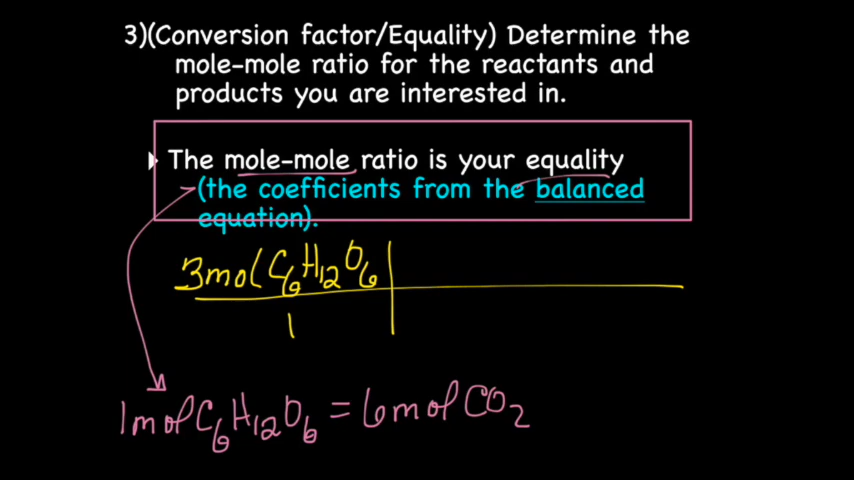 3)(Conversion factor/Equality) Determine the
mole-mole ratio for the reactants and
products you are interested in.
The mole-mole ratio is your equality
(the coefficients from the balanced
equation).
3mol C₆H₁₂O₆
1
1mol C₆H₁₂O₆ = 6mol CO₂